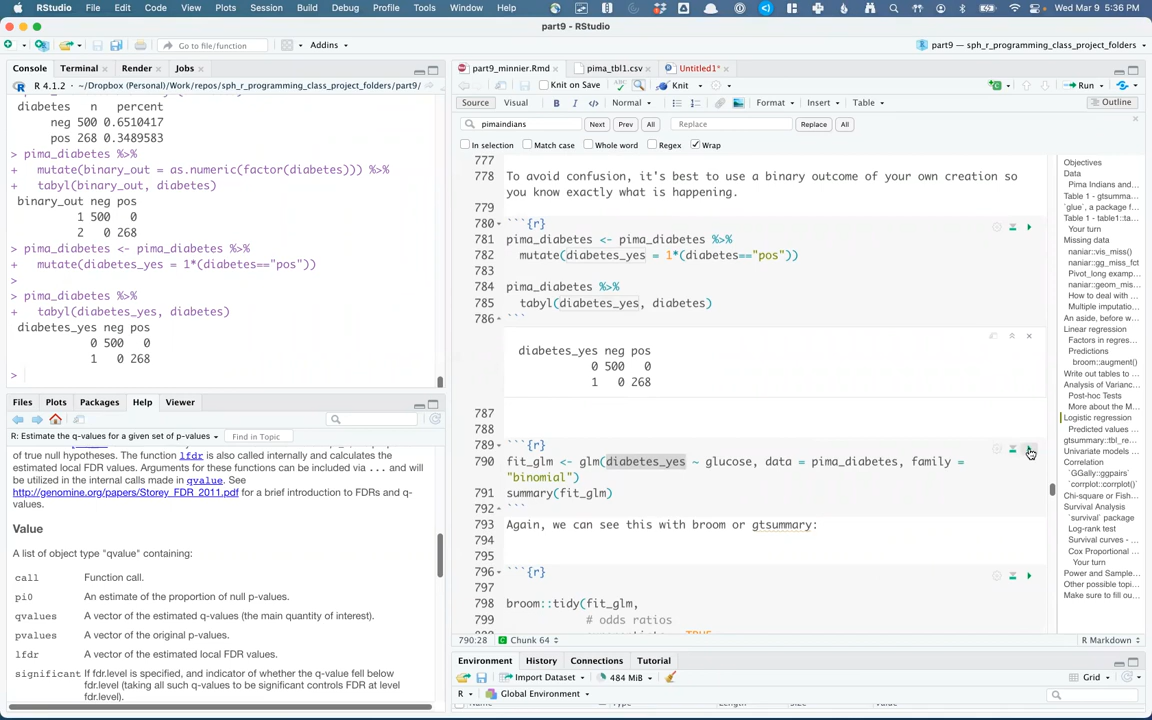 RStudio File Edit Code View Plots Session Build Debug Profile Tools Window Help Wed Mar 9 5:36 PM
part9 - RStudio
Go to file/function Addins part9 — sph_r_programming_class_project_folders
Console Terminal Render Jobs
R 4.1.2 · ~/Dropbox (Personal)/Work/repos/sph_r_programming_class_project_folders/part9/
diabetes n percent
neg 500 0.6510417
pos 268 0.3489583
> pima_diabetes %>%
+ mutate(binary_out = as.numeric(factor(diabetes))) %>%
+ tabyl(binary_out, diabetes)
binary_out neg pos
1 500 0
2 0 268
> pima_diabetes <- pima_diabetes %>%
+ mutate(diabetes_yes = 1*(diabetes=="pos"))
>
> pima_diabetes %>%
+ tabyl(diabetes_yes, diabetes)
diabetes_yes neg pos
0 500 0
1 0 268
>
Files Plots Packages Help Viewer
R: Estimate the q-values for a given set of p-values Find in Topic
of true null hypotheses. The function lfdr is also called internally and calculates the
estimated local FDR values. Arguments for these functions can be included via ... and will
be utilized in the internal calls made in qvalue. See
http://genomine.org/papers/Storey_FDR_2011.pdf for a brief introduction to FDRs and q-
values.
Value
A list of object type "qvalue" containing:
call Function call.
pi0 An estimate of the proportion of null p-values.
qvalues A vector of the estimated q-values (the main quantity of interest).
pvalues A vector of the original p-values.
lfdr A vector of the estimated local FDR values.
significant If fdr.level is specified, and indicator of whether the q-value fell below
fdr.level (taking all such q-values to be significant controls FDR at level
fdr.level).
part9_minnier.Rmd pima_tbl1.csv Untitled1*
Knit on Save Knit Run
Source Visual B I </> Normal Format Insert Table Outline
pimaindians Next Prev All Replace Replace All
In selection Match case Whole word Regex Wrap
777
778 To avoid confusion, it's best to use a binary outcome of your own creation so
you know exactly what is happening.
779
780 ```{r}
781 pima_diabetes <- pima_diabetes %>%
782 mutate(diabetes_yes = 1*(diabetes=="pos"))
783
784 pima_diabetes %>%
785 tabyl(diabetes_yes, diabetes)
786 ```
diabetes_yes neg pos
0 500 0
1 0 268
787
788
789 ```{r}
790 fit_glm <- glm(diabetes_yes ~ glucose, data = pima_diabetes, family =
"binomial")
791 summary(fit_glm)
792 ```
793 Again, we can see this with broom or gtsummary:
794
795
796 ```{r}
797
798 broom::tidy(fit_glm,
799 # odds ratios
790:28 Chunk 64 R Markdown
Objectives
Data
Pima Indians and...
Table 1 - gtsumma...
`glue`, a package f...
Table 1 - table1::ta...
Your turn
Missing data
naniar::vis_miss()
naniar::gg_miss_fct
Pivot_long examp...
naniar::geom_mis...
How to deal with ...
Multiple imputatio...
An aside, before w...
Linear regression
Factors in regres...
Predictions
broom::augment()
Write out tables to ...
Analysis of Varianc...
Post-hoc Tests
More about the M...
Logistic regression
Predicted values ...
gtsummary::tbl_re...
Univariate models ...
Correlation
`GGally::ggpairs`
`corrplot::corrplot()`
Chi-square or Fish...
Survival Analysis
`survival` package
Log-rank test
Survival curves - ...
Cox Proportional ...
Your turn
Power and Sample...
Other possible topi...
Make sure to fill ou...
Environment History Connections Tutorial
Import Dataset 484 MiB Grid
R Global Environment